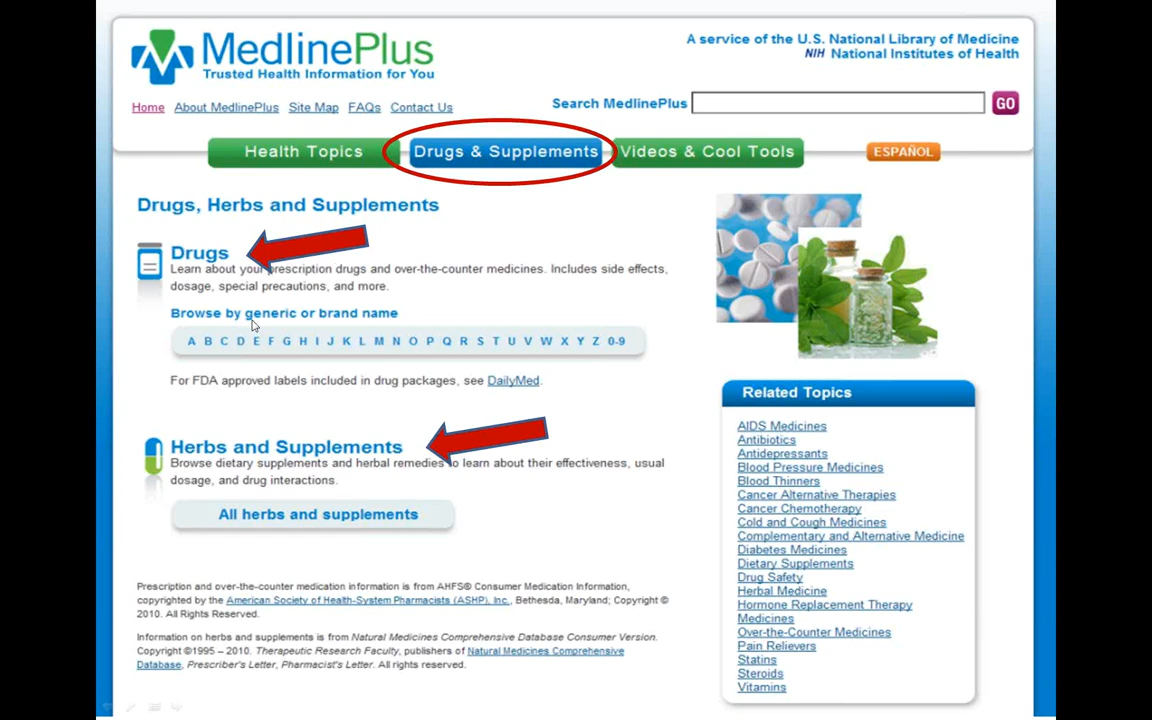 MedlinePlus
Trusted Health Information for You
A service of the U.S. National Library of Medicine
NIH National Institutes of Health
Home About MedlinePlus Site Map FAQs Contact Us
Search MedlinePlus GO
Health Topics Drugs & Supplements Videos & Cool Tools ESPAÑOL
Drugs, Herbs and Supplements
Drugs
Learn about your prescription drugs and over-the-counter medicines. Includes side effects,
dosage, special precautions, and more.
Browse by generic or brand name
A B C D E F G H I J K L M N O P Q R S T U V W X Y Z 0-9
For FDA approved labels included in drug packages, see DailyMed.
Herbs and Supplements
Browse dietary supplements and herbal remedies to learn about their effectiveness, usual
dosage, and drug interactions.
All herbs and supplements
Prescription and over-the-counter medication information is from AHFS® Consumer Medication Information,
copyrighted by the American Society of Health-System Pharmacists (ASHP), Inc., Bethesda, Maryland; Copyright ©
2010. All Rights Reserved.
Information on herbs and supplements is from Natural Medicines Comprehensive Database Consumer Version.
Copyright ©1995 – 2010. Therapeutic Research Faculty, publishers of Natural Medicines Comprehensive
Database, Prescriber's Letter, Pharmacist's Letter. All rights reserved.
Related Topics
AIDS Medicines
Antibiotics
Antidepressants
Blood Pressure Medicines
Blood Thinners
Cancer Alternative Therapies
Cancer Chemotherapy
Cold and Cough Medicines
Complementary and Alternative Medicine
Diabetes Medicines
Dietary Supplements
Drug Safety
Herbal Medicine
Hormone Replacement Therapy
Medicines
Over-the-Counter Medicines
Pain Relievers
Statins
Steroids
Vitamins